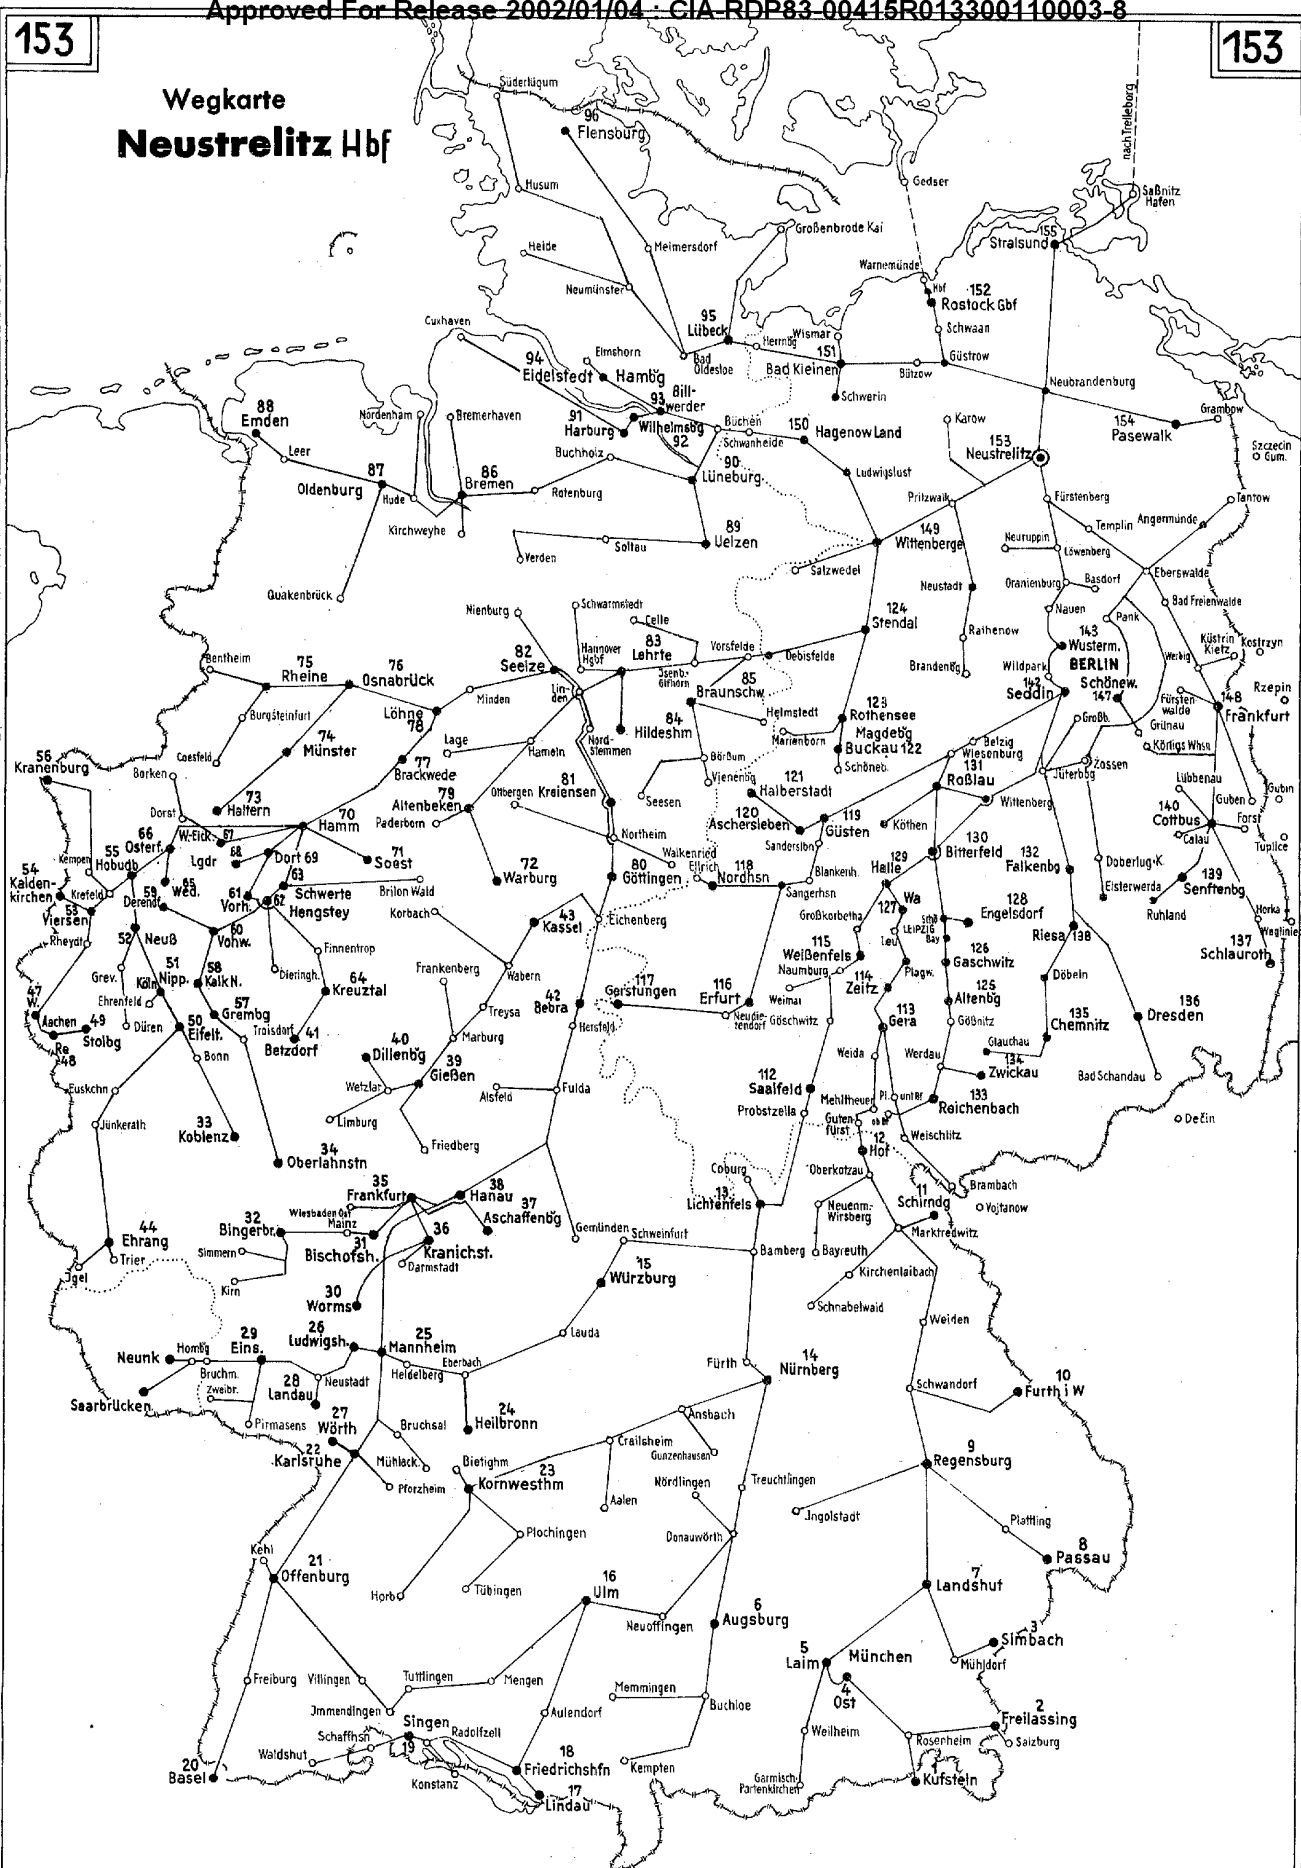 Approved For Release 2002/01/04 : CIA-RDP83-00415R013300110003-8
153
153
Wegkarte
Neustrelitz Hbf
Süderlügum
96
Flensburg
nach Trelleborg
Gedser
Saßnitz
Hafen
Husum
Großenbrode Kai
155
Stralsund
Heide
Meimersdorf
Warnemünde
Neumünster
Hbf
152
Rostock Gbf
Cuxhaven
95
Lübeck
Herrnbg
Wismar
Schwaan
94
Eidelstedt
Elmshorn
Hambg
Bad
Oldesloe
151
Bad Kleinen
Bützow
Güstrow
Neubrandenburg
93
Bill-
werder
Schwerin
88
Emden
Nordenham
Bremerhaven
91
Harburg
Wilhelmsbg
92
Büchen
Schwanheide
150
Hagenow Land
Karow
153
Neustrelitz
154
Pasewalk
Grambow
Szczecin
Gum.
Leer
Buchholz
90
Lüneburg
Ludwigslust
87
Oldenburg
Hude
86
Bremen
Rotenburg
Pritzwalk
Fürstenberg
Tantow
Templin
Angermünde
Kirchweyhe
Verden
Soltau
89
Uelzen
149
Wittenberge
Neuruppin
Löwenberg
Salzwedel
Eberswalde
Quakenbrück
Neustadt
Oranienburg
Basdorf
Bad Freienwalde
Nienburg
Schwarmstedt
Celle
124
Stendal
Nauen
Pank
Hannover
Hgbf
83
Lehrte
Vorsfelde
Oebisfelde
Rathenow
143
Wusterm.
Küstrin
Kietz
Kostrzyn
Bentheim
75
Rheine
76
Osnabrück
82
Seelze
Isenb.
Gifhorn
85
Braunschw.
Brandenbg
Wildpark
BERLIN
Werbig
142
Seddin
Schönew.
147
Fürsten
walde
148
Frankfurt
Rzepin
Minden
Lin-
den
Burgsteinfurt
Löhne
78
84
Hildeshm
Helmstedt
123
Rothensee
Magdebg
Großb.
Grünau
Coesfeld
74
Münster
Lage
Hameln
Nord-
stemmen
Marienborn
Buckau 122
Belzig
Wiesenburg
Königs Whsn
56
Kranenburg
Borken
77
Brackwede
Börßum
Schöneb.
131
Roßlau
Jüterbog
Zossen
Lübbenau
Vienenbg
73
Haltern
79
Altenbeken
Ottbergen
81
Kreiensen
Seesen
121
Halberstadt
Wittenberg
Guben
Gubin
Dorst
70
Hamm
Paderborn
120
Aschersleben
119
Güsten
Köthen
140
Cottbus
Forst
66
Osterf.
W.-Eick.
67
Northeim
Sanderslbn
130
Bitterfeld
Calau
Tuplice
Kempen
55
Hobudb
Lgdr
68
Dort 69
71
Soest
Walkenried
Ellrich
132
Falkenbg
Doberlug-K.
54
Kalden-
kirchen
65
Wed.
63
Schwerte
72
Warburg
80
Göttingen
118
Nordhsn
Blankenh.
129
Halle
139
Senftenbg
Krefeld
59
Derendf
61
Vorh.
62
Hengstey
Brilon Wald
Sangerhsn
Wa
127
128
Engelsdorf
Elsterwerda
Ruhland
Horka
53
Viersen
Korbach
43
Kassel
Eichenberg
Großkorbetha
LEIPZIG
Węgliniec
Rheydt
52
Neuß
60
Vohw.
Finnentrop
115
Weißenfels
Leu
Bay
Riesa 138
137
Schlauroth
51
Nipp.
58
Kalk N.
Dieringh.
Wabern
Naumburg
126
Gaschwitz
Grev.
Köln
Frankenberg
117
Gerstungen
116
Erfurt
114
Zeitz
Plagw.
Döbeln
47
W.
Ehrenfeld
57
Grembg
64
Kreuztal
Treysa
42
Bebra
Weimar
125
Altenbg
136
Dresden
Aachen
49
Stolbg
Düren
50
Eifelt.
Troisdorf
41
Betzdorf
Hersfeld
Neudie-
tendorf
Göschwitz
113
Gera
Gößnitz
135
Chemnitz
Re
48
Bonn
40
Dillenbg
Marburg
39
Gießen
Weida
Werdau
Glauchau
134
Zwickau
Bad Schandau
Euskchn
Wetzlar
Alsfeld
Fulda
112
Saalfeld
Mehltheuer
Pl.
unter
133
Reichenbach
Jünkerath
33
Koblenz
Limburg
Probstzella
Guten
fürst
ob Bf
Děčín
Friedberg
12
Hof
Weischlitz
34
Oberlahnstn
Coburg
Oberkotzau
35
Frankfurt
38
Hanau
13
Lichtenfels
11
Schirndg
Brambach
Wiesbaden Ost
Mainz
37
Aschaffenbg
Neuenm.-
Wirsberg
Vojtanow
44
Ehrang
32
Bingerbr.
31
Bischofsh.
36
Kranichst.
Gemünden
Schweinfurt
Marktredwitz
Trier
Simmern
Darmstadt
Bamberg
Bayreuth
Igel
Kirn
15
Würzburg
Kirchenlaibach
30
Worms
Schnabelwaid
Weiden
26
Ludwigsh.
25
Mannheim
Lauda
Neunk
Hombg
29
Eins.
Fürth
14
Nürnberg
Bruchm.
Heidelberg
Eberbach
Saarbrücken
Zweibr.
28
Landau
Neustadt
Schwandorf
10
Furth i W
Pirmasens
27
Wörth
Bruchsal
24
Heilbronn
Ansbach
22
Karlsruhe
Mühlack.
Bietighm
Crailsheim
Gunzenhausen
9
Regensburg
Pforzheim
23
Kornwesthm
Nördlingen
Treuchtlingen
Aalen
Ingolstadt
Plattling
Plochingen
Donauwörth
Kehl
8
Passau
21
Offenburg
Horb
Tübingen
16
Ulm
7
Landshut
Neuoffingen
6
Augsburg
3
Simbach
5
Laim
München
Mühldorf
Freiburg
Villingen
Tuttlingen
Mengen
4
Ost
Memmingen
Buchloe
2
Freilassing
Immendingen
Aulendorf
Schaffhsn
Singen
19
Radolfzell
Weilheim
Rosenheim
Salzburg
Waldshut
18
Friedrichshfn
Kempten
1
Kufstein
20
Basel
Konstanz
17
Lindau
Garmisch-
Partenkirchen